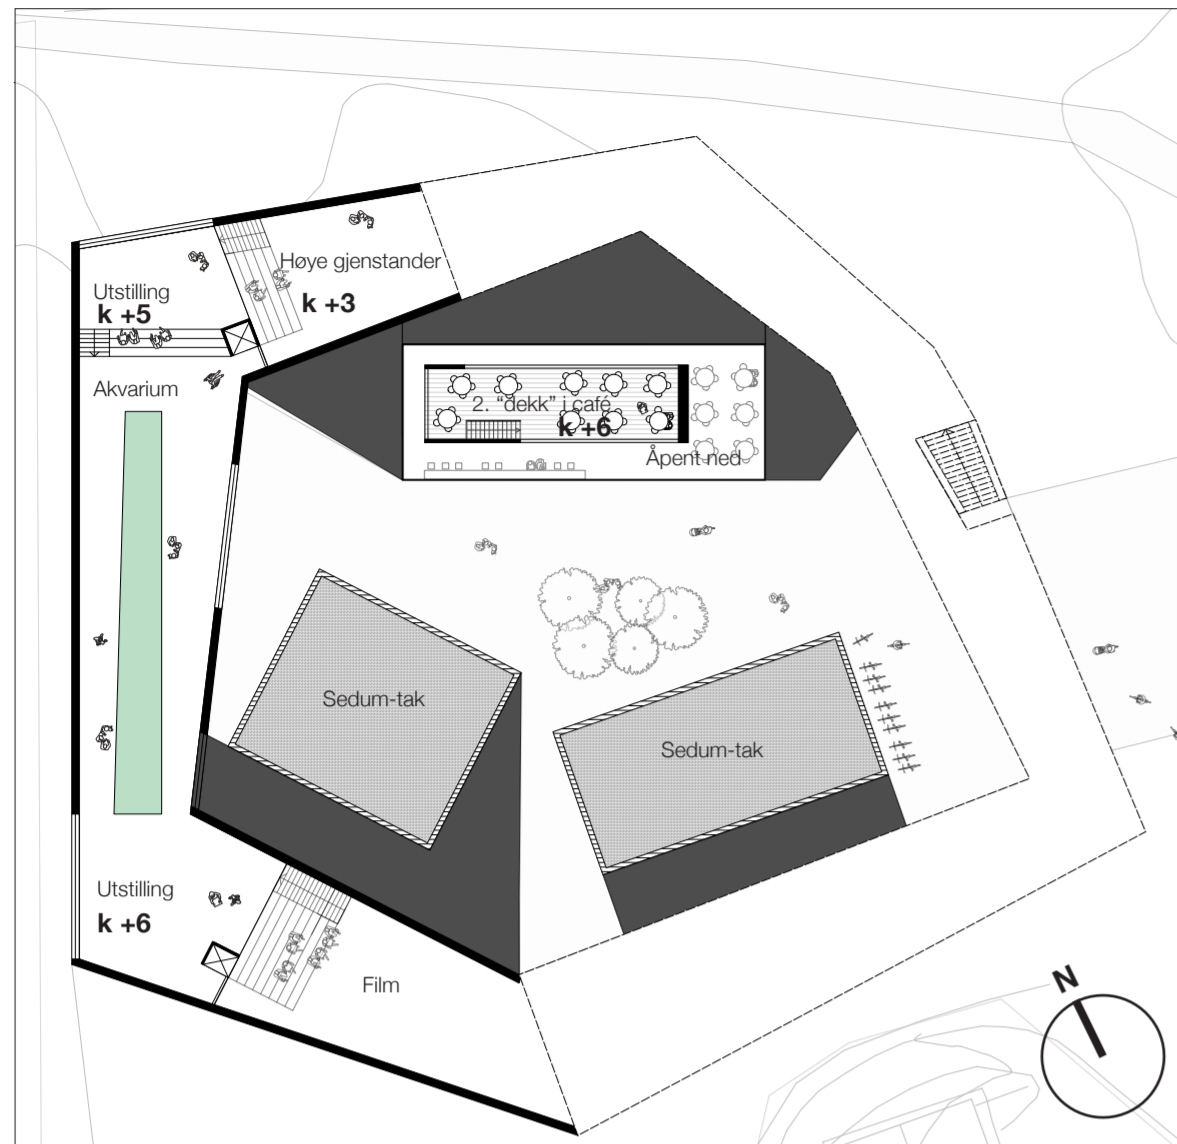 Høye gjenstander
k +3
Utstilling
k +5
Akvarium
2. “dekk” i café
k +6
Åpent ned
Sedum-tak
Sedum-tak
Utstilling
k +6
Film
N